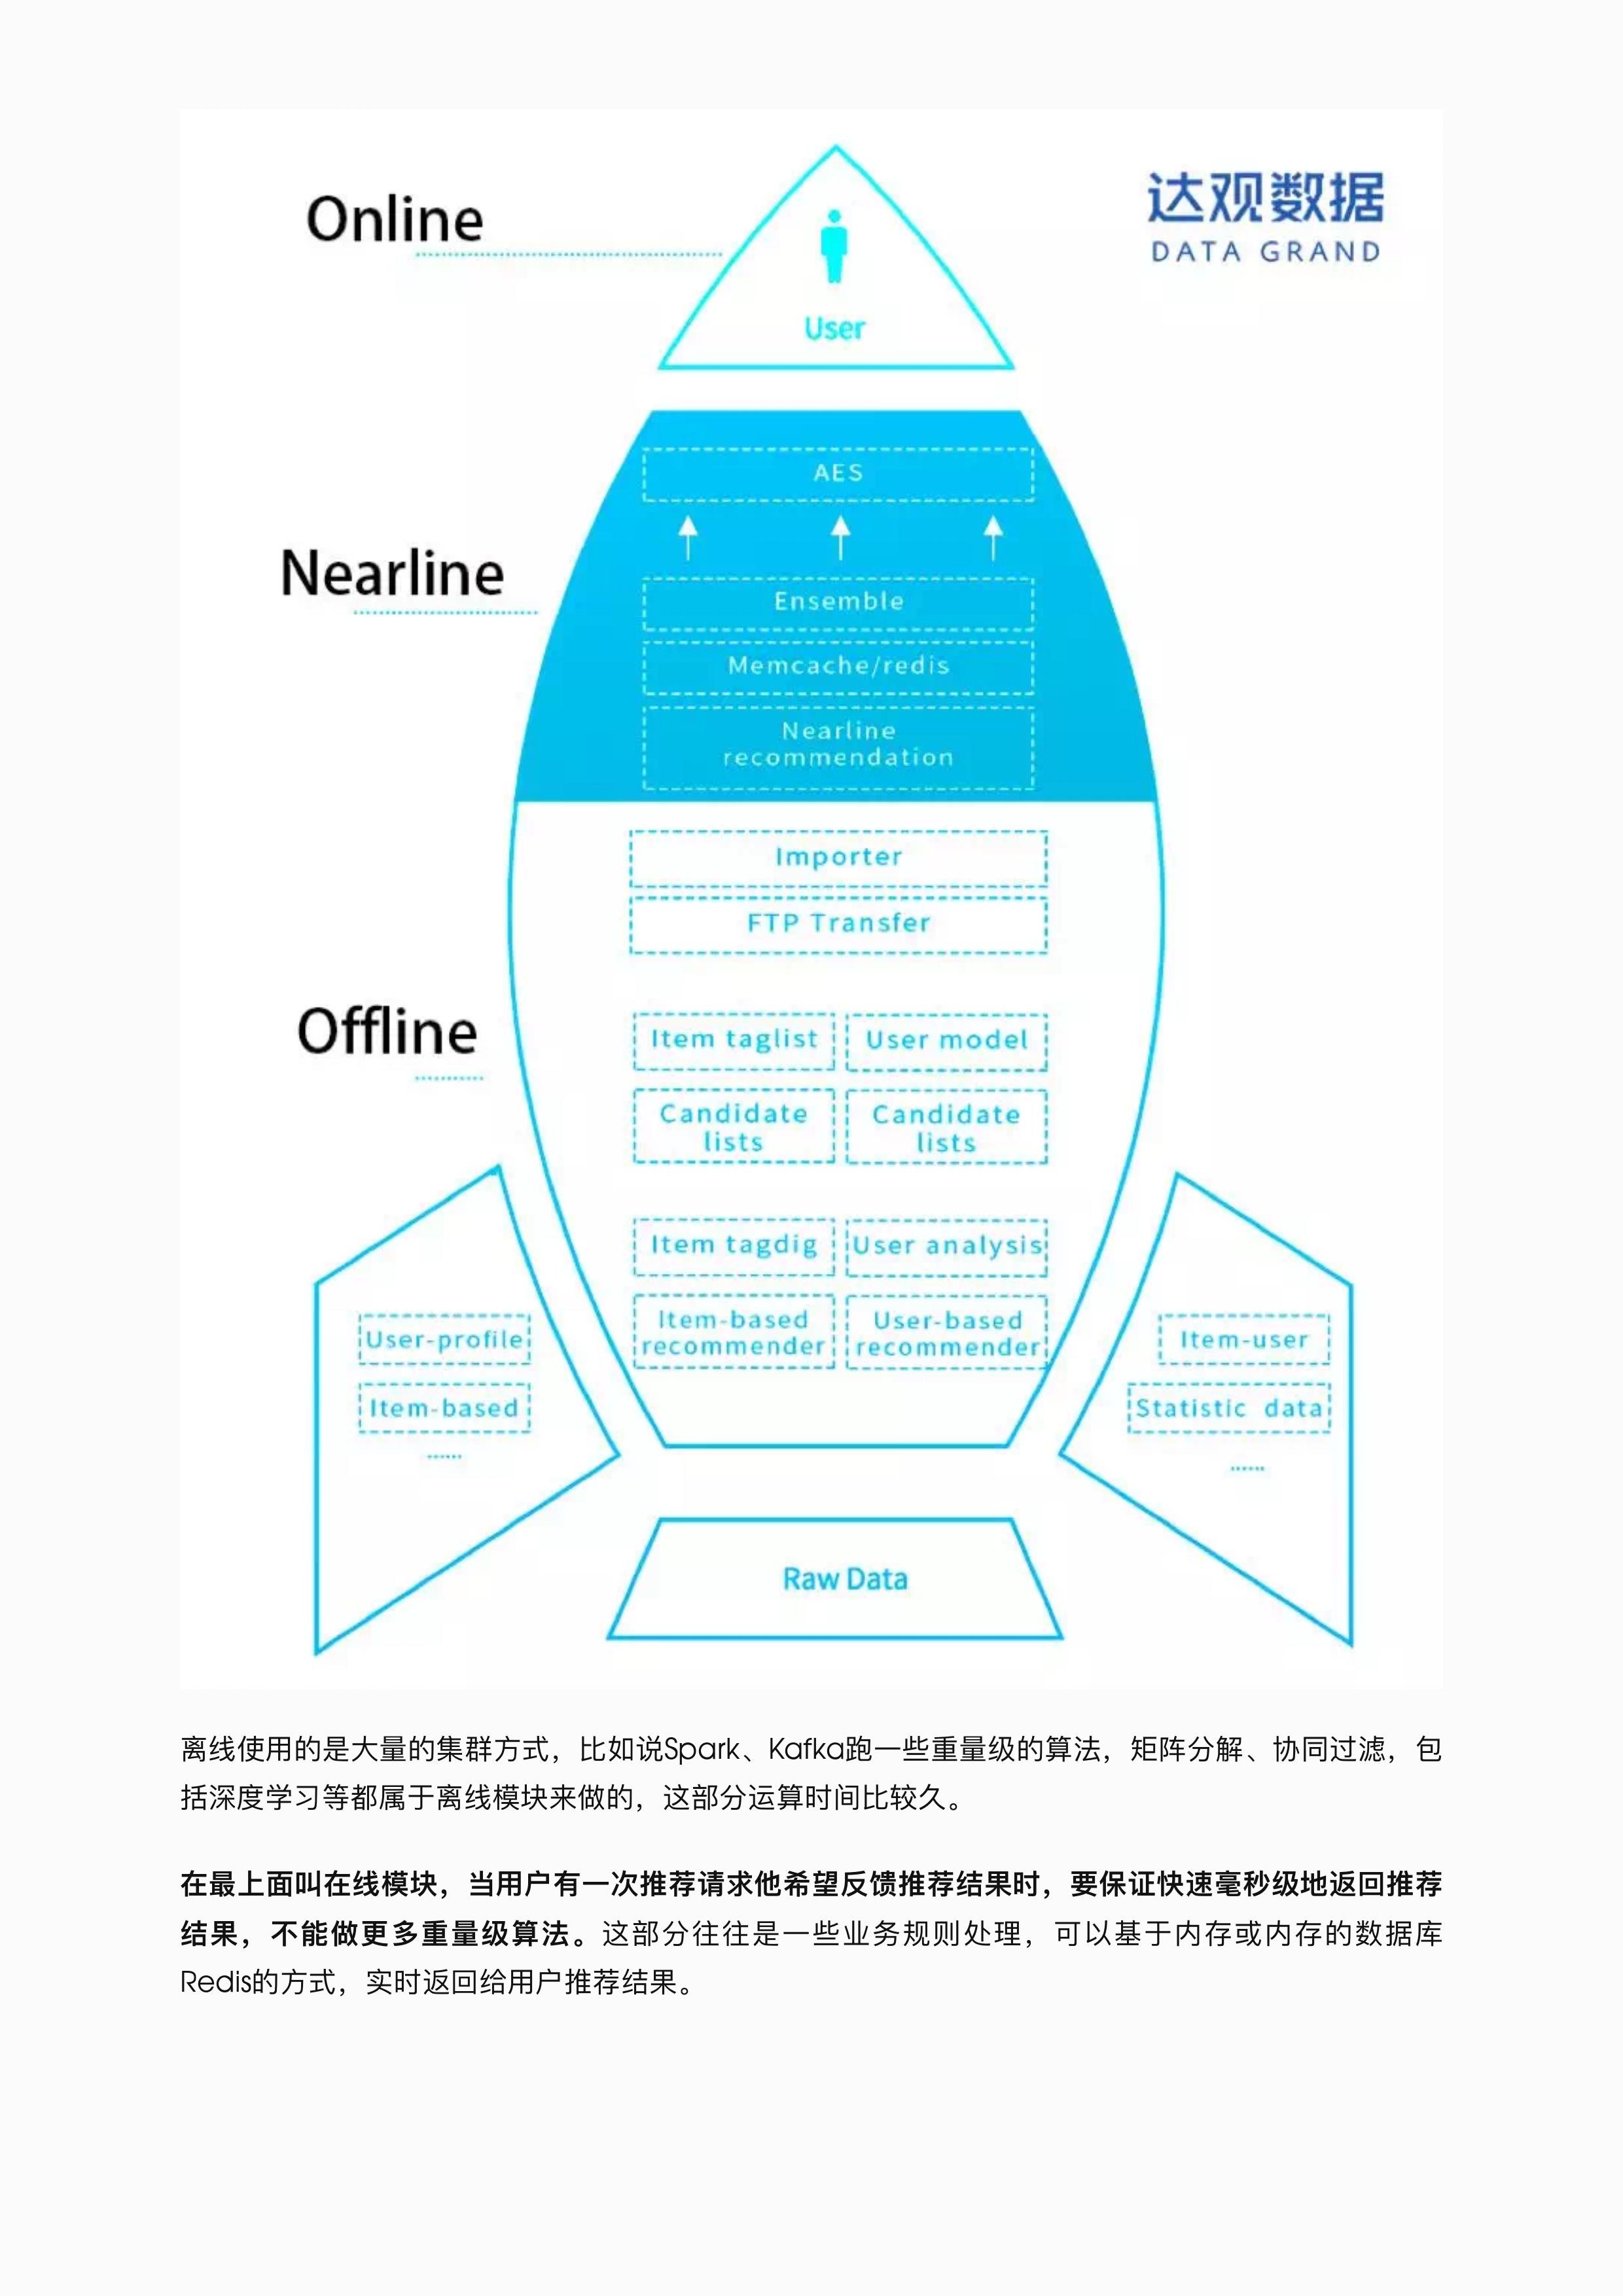 Online
达观数据
DATA GRAND
User
AES
Nearline
Ensemble
Memcache/redis
Nearline
recommendation
Importer
FTP Transfer
Offline
Item taglist
User model
Candidate
lists
Candidate
lists
Item tagdig
User analysis
Item-based
recommender
User-based
recommender
User-profile
Item-based
......
Item-user
Statistic data
......
Raw Data
离线使用的是大量的集群方式，比如说Spark、Kafka跑一些重量级的算法，矩阵分解、协同过滤，包
括深度学习等都属于离线模块来做的，这部分运算时间比较久。
在最上面叫在线模块，当用户有一次推荐请求他希望反馈推荐结果时，要保证快速毫秒级地返回推荐
结果，不能做更多重量级算法。这部分往往是一些业务规则处理，可以基于内存或内存的数据库
Redis的方式，实时返回给用户推荐结果。